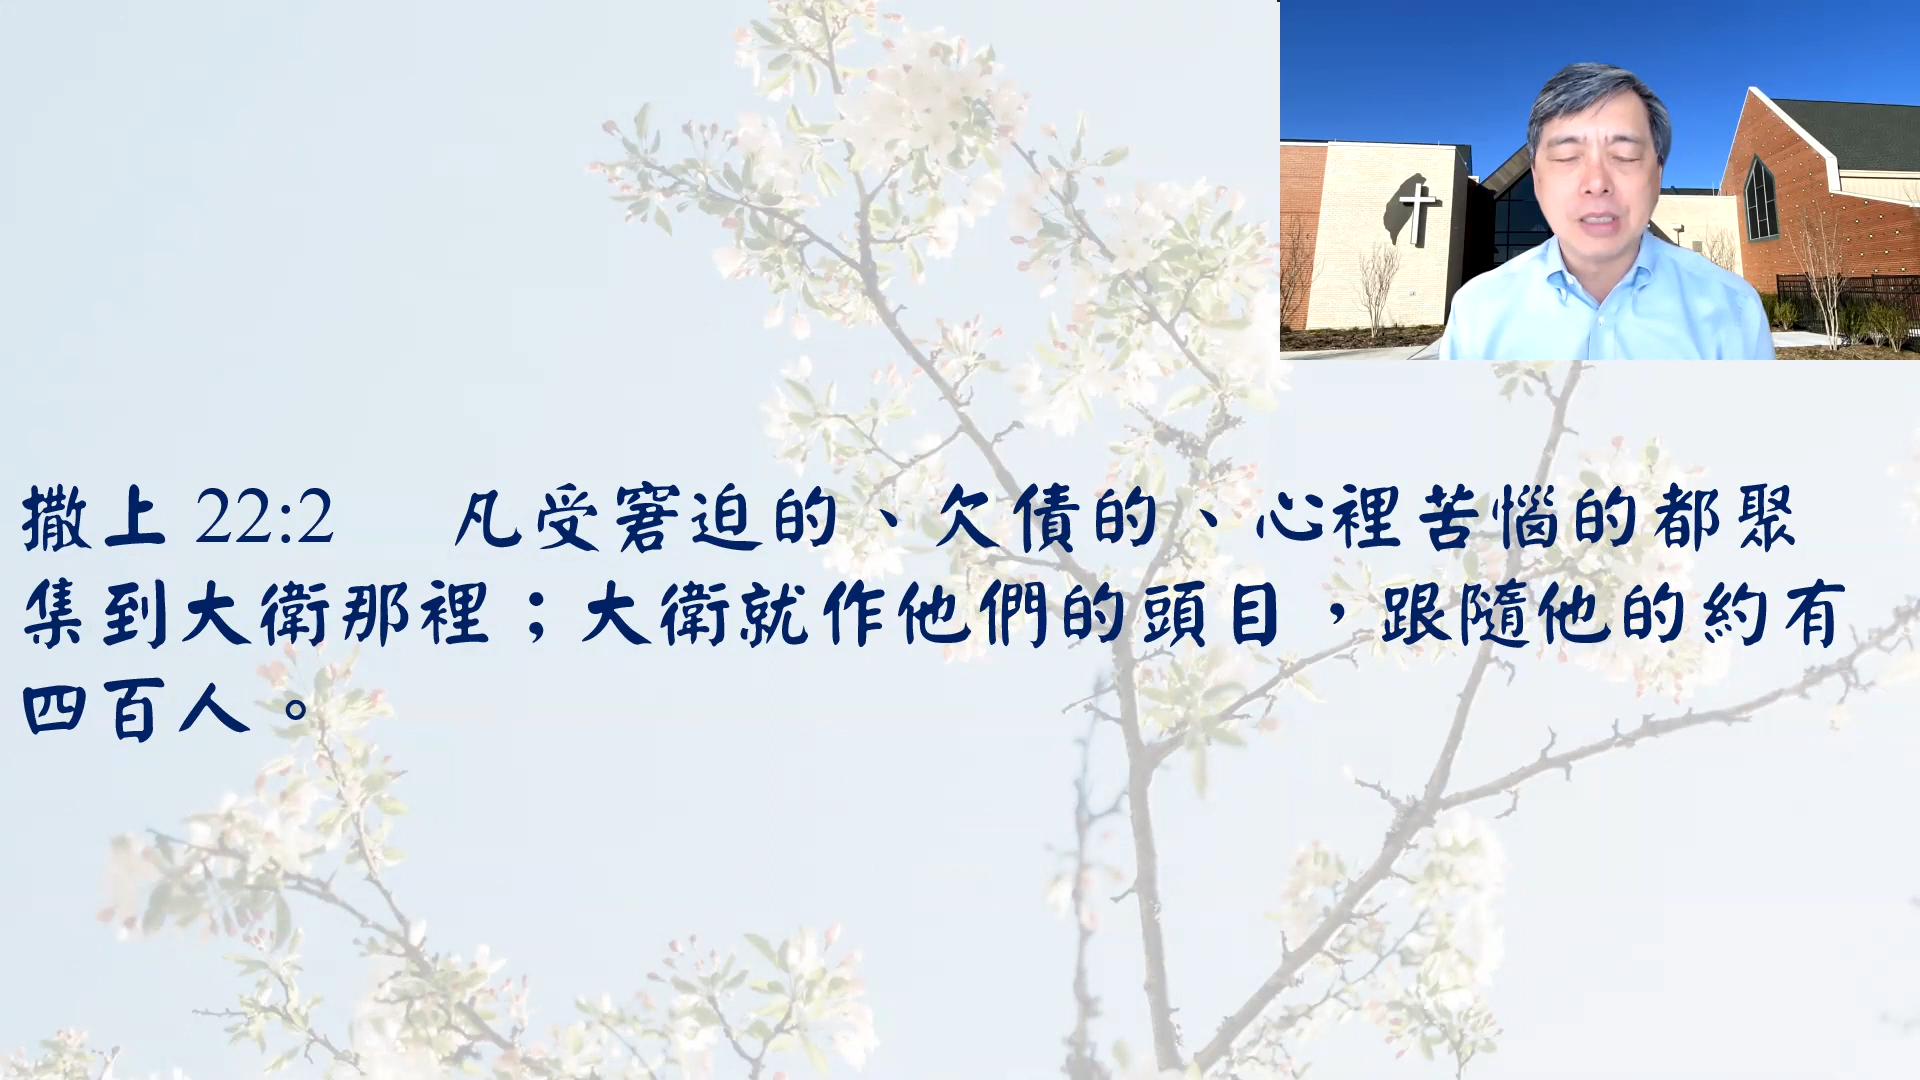 撒上 22:2 凡受窘迫的、欠債的、心裡苦惱的都聚
集到大衛那裡；大衛就作他們的頭目，跟隨他的約有
四百人。